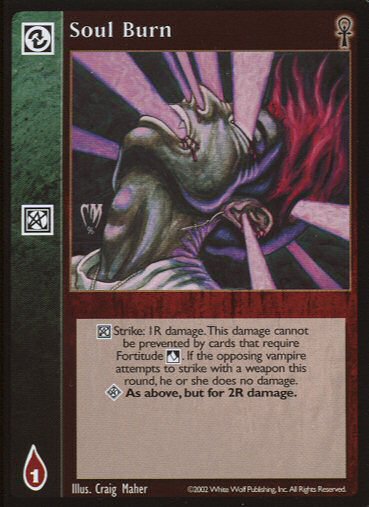 Soul Burn
CM
95
Strike: 1R damage. This damage cannot
be prevented by cards that require
Fortitude . If the opposing vampire
attempts to strike with a weapon this
round, he or she does no damage.
As above, but for 2R damage.
1
Illus. Craig Maher
©2002 White Wolf Publishing, Inc. All Rights Reserved.